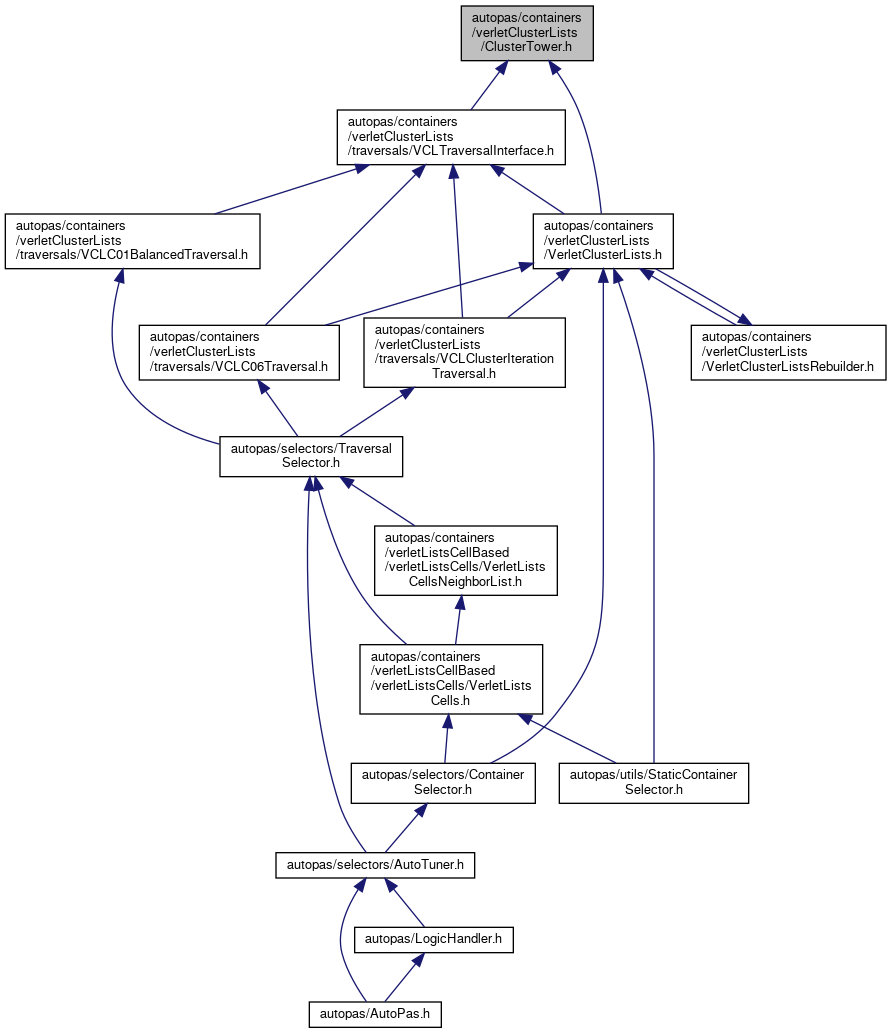 autopas/containers
/verletClusterLists
/ClusterTower.h
autopas/containers
/verletClusterLists
/traversals/VCLTraversalInterface.h
autopas/containers
/verletClusterLists
/traversals/VCLC01BalancedTraversal.h
autopas/containers
/verletClusterLists
/VerletClusterLists.h
autopas/containers
/verletClusterLists
/traversals/VCLC06Traversal.h
autopas/containers
/verletClusterLists
/traversals/VCLClusterIteration
Traversal.h
autopas/containers
/verletClusterLists
/VerletClusterListsRebuilder.h
autopas/selectors/Traversal
Selector.h
autopas/containers
/verletListsCellBased
/verletListsCells/VerletLists
CellsNeighborList.h
autopas/containers
/verletListsCellBased
/verletListsCells/VerletLists
Cells.h
autopas/selectors/Container
Selector.h
autopas/utils/StaticContainer
Selector.h
autopas/selectors/AutoTuner.h
autopas/LogicHandler.h
autopas/AutoPas.h